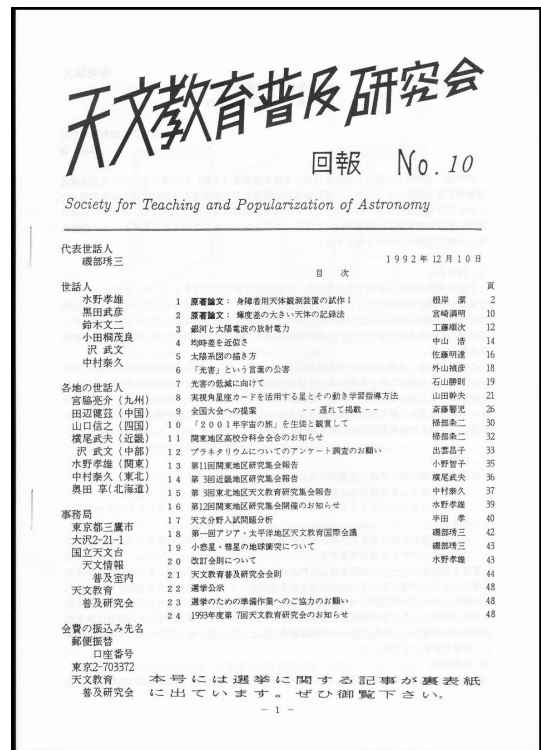 天文教育普及研究会
回報 No.10
Society for Teaching and Popularization of Astronomy
代表世話人
磯部琇三
1992年12月10日
目 次
頁
世話人
水野孝雄
黒田武彦
鈴木文二
小田桐茂良
沢 武文
中村泰久
各地の世話人
宮脇亮介(九州)
田辺健茲(中国)
山口信之(四国)
横尾武夫(近畿)
沢 武文(中部)
水野孝雄(関東)
中村泰久(東北)
奥田 享(北海道)
事務局
東京都三鷹市
大沢2-21-1
国立天文台
天文情報
普及室内
天文教育
普及研究会
会費の振込み先名
郵便振替
口座番号
東京2-703372
天文教育
普及研究会
1 原著論文: 身障者用天体観測装置の試作Ⅰ 根岸 潔 2
2 原著論文: 輝度差の大きい天体の記録法 宮崎満明 10
3 銀河と太陽電波の放射電力 工藤順次 12
4 均時差を近似さ 中山 浩 14
5 太陽系図の描き方 佐藤明達 16
6 「光害」という言葉の公害 外山禎彦 18
7 光害の低減に向けて 石山勝則 19
8 実視角星座カードを活用する星とその動き学習指導方法 山田幹夫 21
9 全国大会への提案 --遅れて掲載-- 斎藤馨児 26
10 「2001年宇宙の旅」を生徒と観賞して 掃部条二 30
11 関東地区高校分科会会合のお知らせ 掃部条二 32
12 プラネタリウムについてのアンケート調査のお願い 出雲昌子 33
13 第11回関東地区研究集会報告 小野智子 35
14 第 3回近畿地区研究集会報告 横尾武夫 36
15 第 3回東北地区天文教育研究集会報告 中村泰久 37
16 第12回関東地区研究集会開催のお知らせ 水野孝雄 39
17 天文分野入試問題分析 半田 孝 40
18 第一回アジア・太平洋地区天文教育国際会議 磯部琇三 42
19 小惑星・彗星の地球衝突について 磯部琇三 43
20 改訂会則について 水野孝雄 43
21 天文教育普及研究会会則 44
22 選挙公示 48
23 選挙のための準備作業へのご協力のお願い 48
24 1993年度第 7回天文教育研究会のお知らせ 48
本号には選挙に関する記事が裏表紙
に出ています。ぜひ御覧下さい。
- 1 -